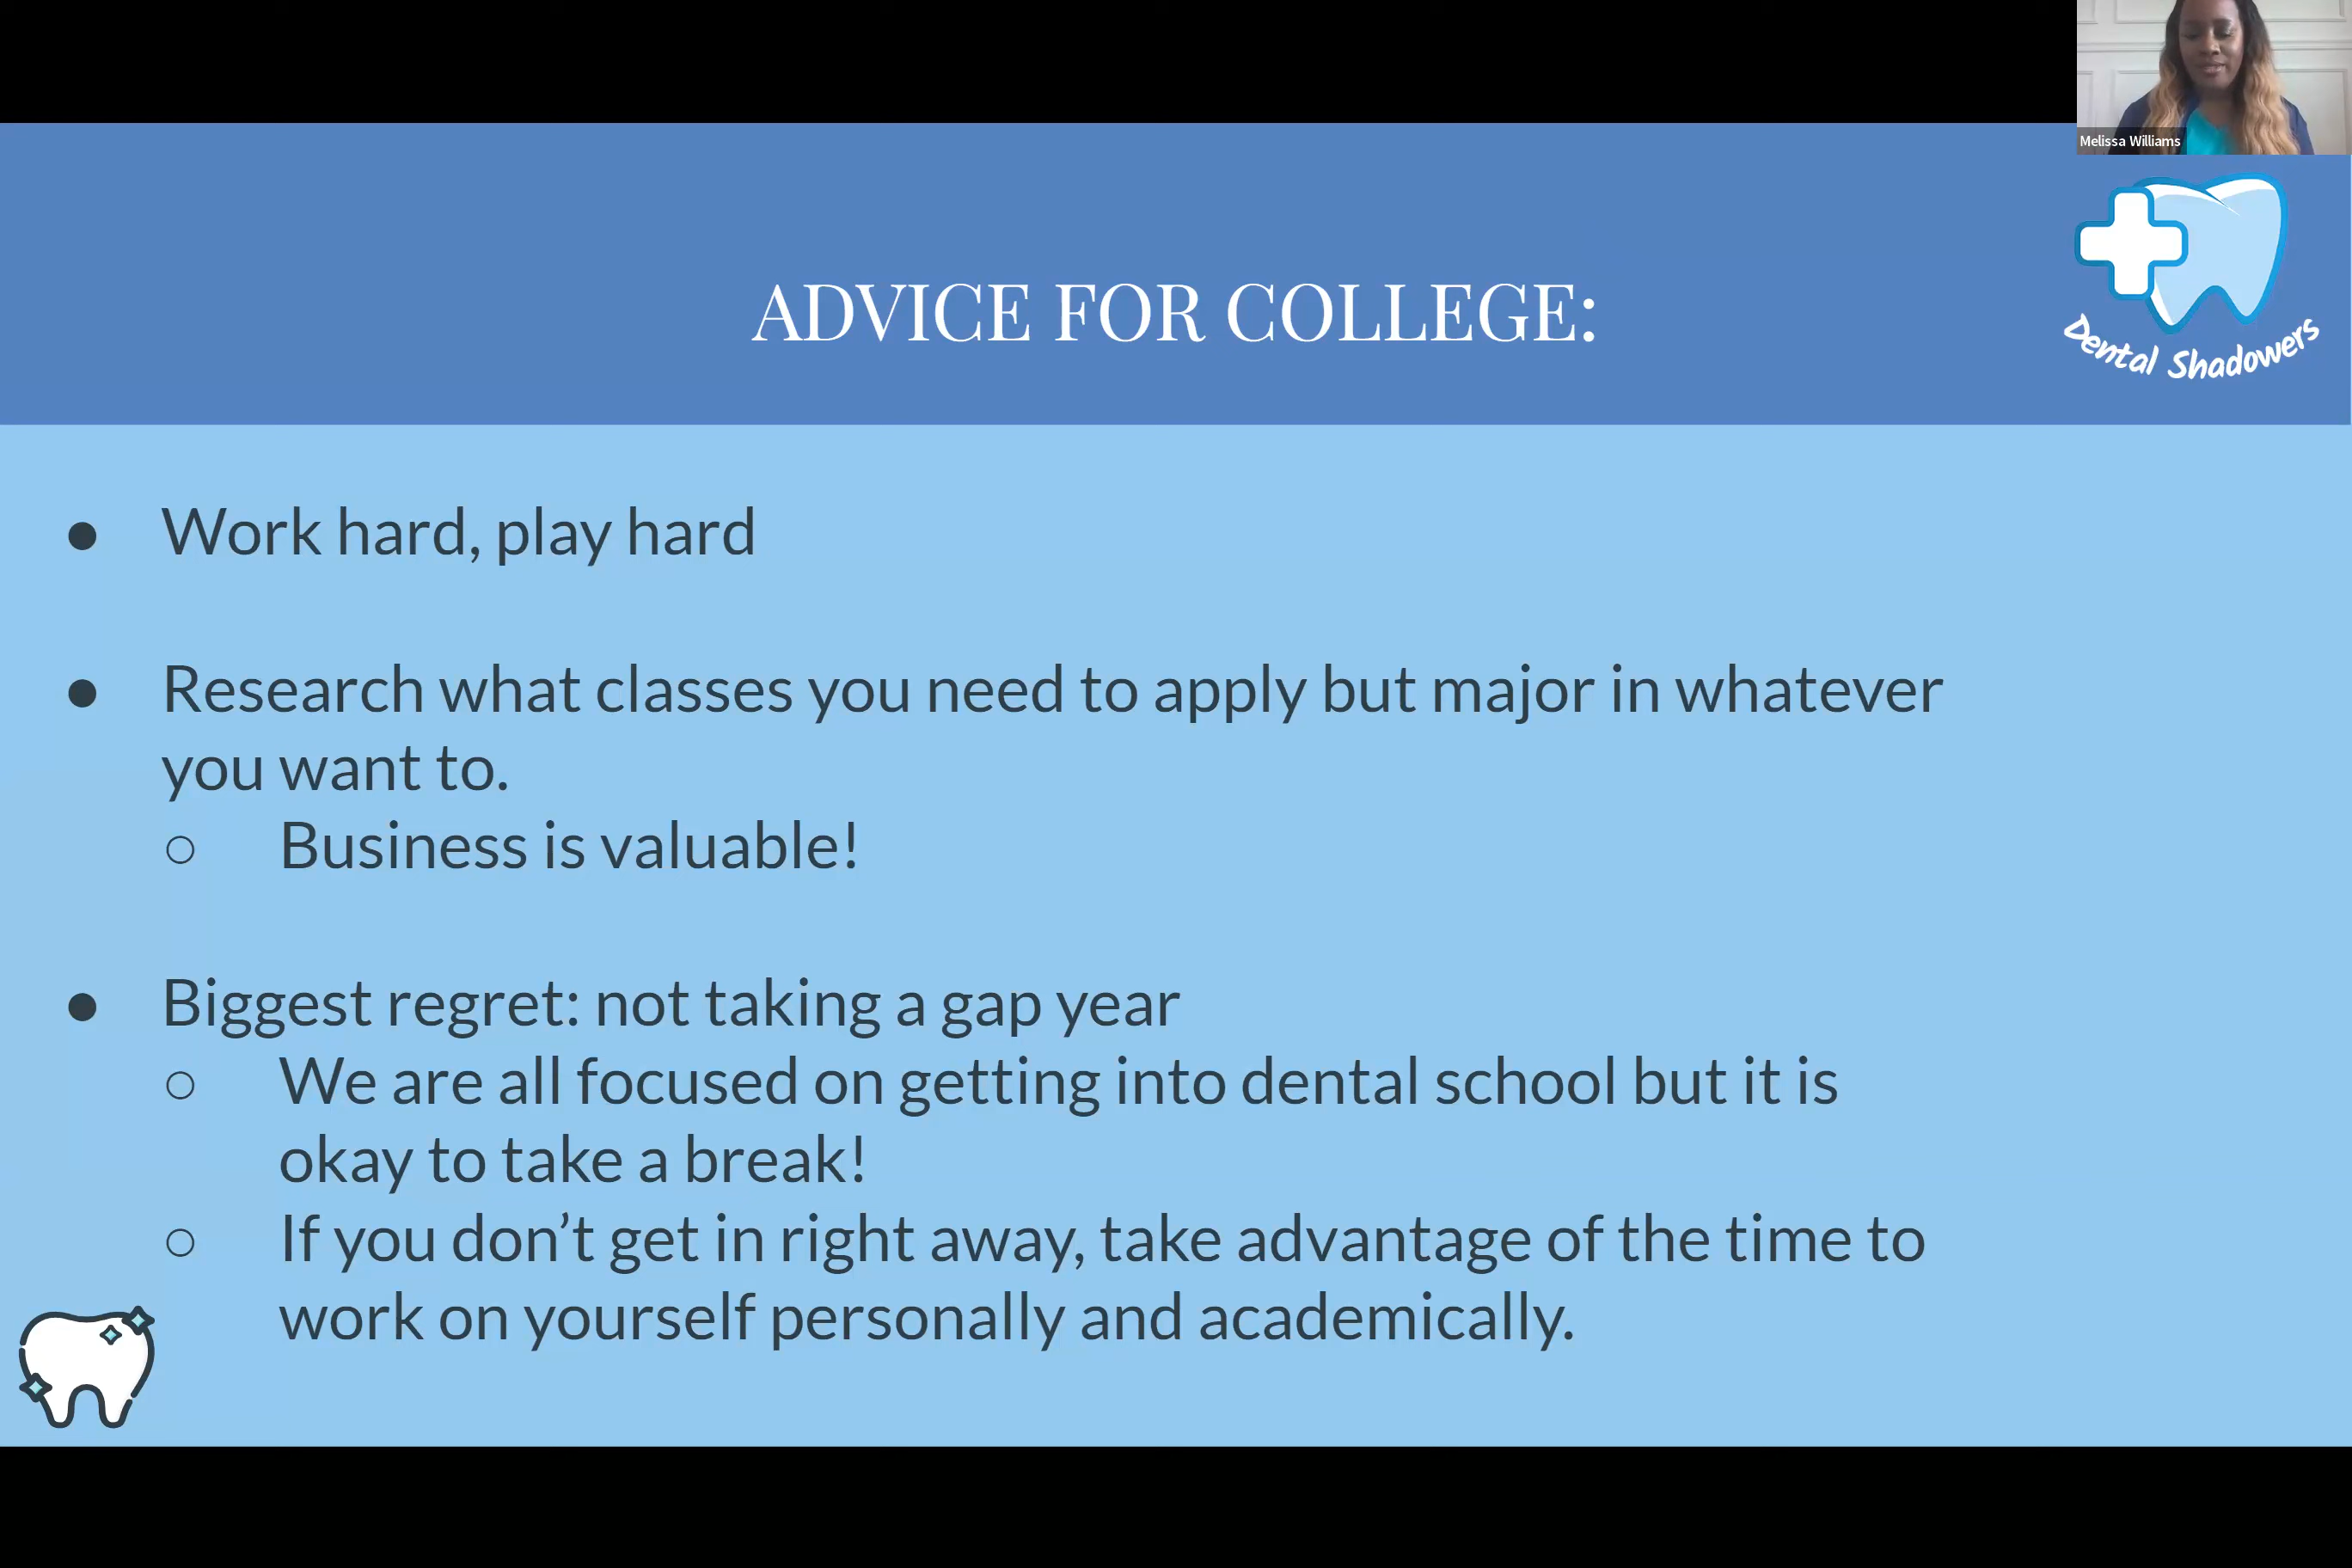 Melissa Williams
ADVICE FOR COLLEGE:
Dental Shadowers
● Work hard, play hard
● Research what classes you need to apply but major in whatever
you want to.
○ Business is valuable!
● Biggest regret: not taking a gap year
○ We are all focused on getting into dental school but it is
okay to take a break!
○ If you don’t get in right away, take advantage of the time to
work on yourself personally and academically.